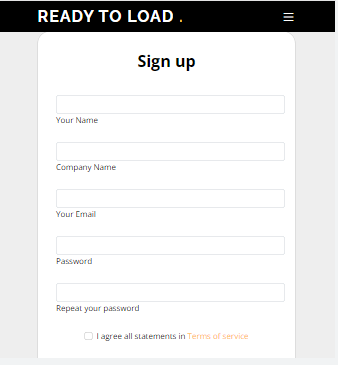 READY TO LOAD .
Sign up
Your Name
Company Name
Your Email
Password
Repeat your password
I agree all statements in Terms of service